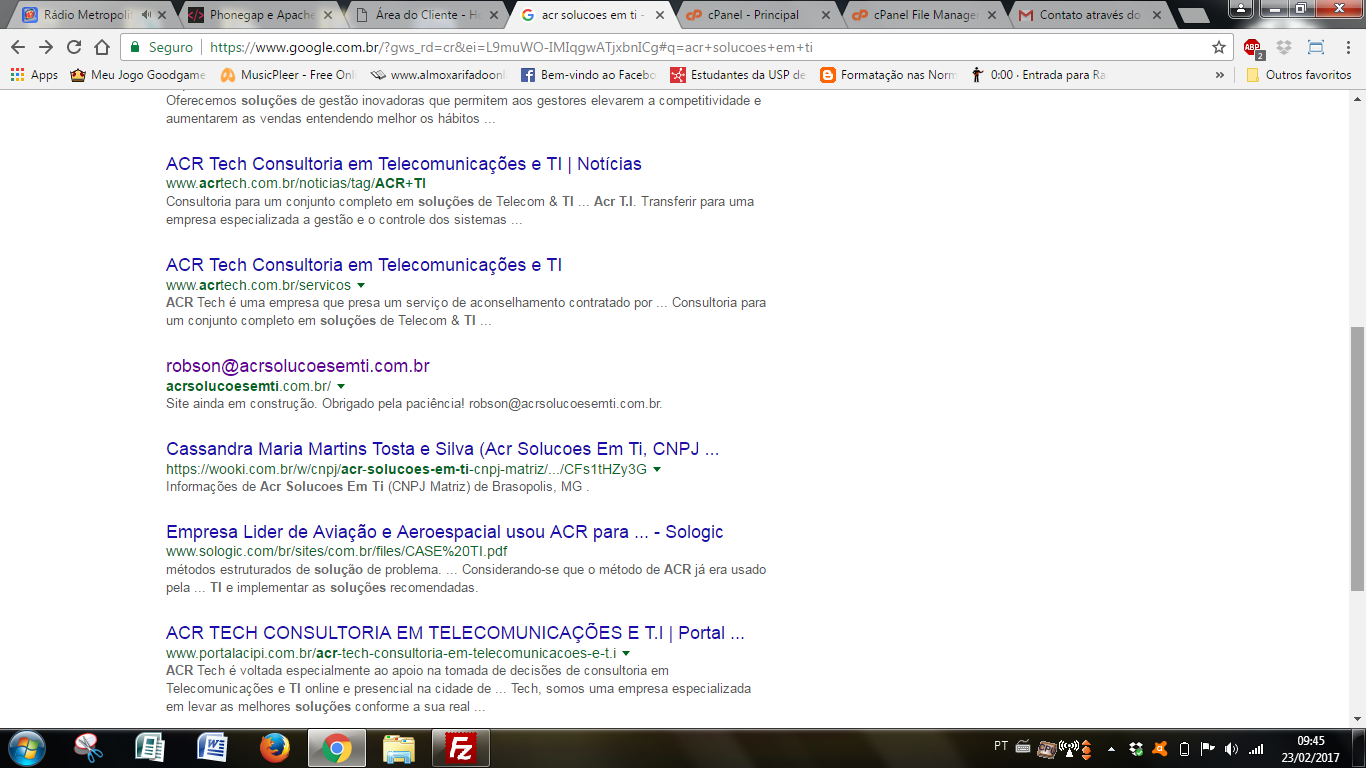 Rádio Metropolit
Phonegap e Apache
Área do Cliente - H
acr solucoes em ti -
cPanel - Principal
cPanel File Manager
Contato através do
Seguro
https://www.google.com.br/?gws_rd=cr&ei=L9muWO-IMIqgwATjxbnICg#q=acr+solucoes+em+ti
ABP
2
Apps
Meu Jogo Goodgame
MusicPleer - Free Onl
www.almoxarifadoonl
Bem-vindo ao Facebo
Estudantes da USP de
Formatação nas Norm
0:00 · Entrada para Ra
»
Outros favoritos
Oferecemos soluções de gestão inovadoras que permitem aos gestores elevarem a competitividade e
aumentarem as vendas entendendo melhor os hábitos ...
ACR Tech Consultoria em Telecomunicações e TI | Notícias
www.acrtech.com.br/noticias/tag/ACR+TI
Consultoria para um conjunto completo em soluções de Telecom & TI ... Acr T.I. Transferir para uma
empresa especializada a gestão e o controle dos sistemas ...
ACR Tech Consultoria em Telecomunicações e TI
www.acrtech.com.br/servicos
ACR Tech é uma empresa que presa um serviço de aconselhamento contratado por ... Consultoria para
um conjunto completo em soluções de Telecom & TI ...
robson@acrsolucoesemti.com.br
acrsolucoesemti.com.br/
Site ainda em construção. Obrigado pela paciência! robson@acrsolucoesemti.com.br.
Cassandra Maria Martins Tosta e Silva (Acr Solucoes Em Ti, CNPJ ...
https://wooki.com.br/w/cnpj/acr-solucoes-em-ti-cnpj-matriz/.../CFs1tHZy3G
Informações de Acr Solucoes Em Ti (CNPJ Matriz) de Brasopolis, MG .
Empresa Lider de Aviação e Aeroespacial usou ACR para ... - Sologic
www.sologic.com/br/sites/com.br/files/CASE%20TI.pdf
métodos estruturados de solução de problema. ... Considerando-se que o método de ACR já era usado
pela ... TI e implementar as soluções recomendadas.
ACR TECH CONSULTORIA EM TELECOMUNICAÇÕES E T.I | Portal ...
www.portalacipi.com.br/acr-tech-consultoria-em-telecomunicacoes-e-t.i
ACR Tech é voltada especialmente ao apoio na tomada de decisões de consultoria em
Telecomunicações e TI online e presencial na cidade de ... Tech, somos uma empresa especializada
em levar as melhores soluções conforme a sua real ...
PT
09:45
23/02/2017